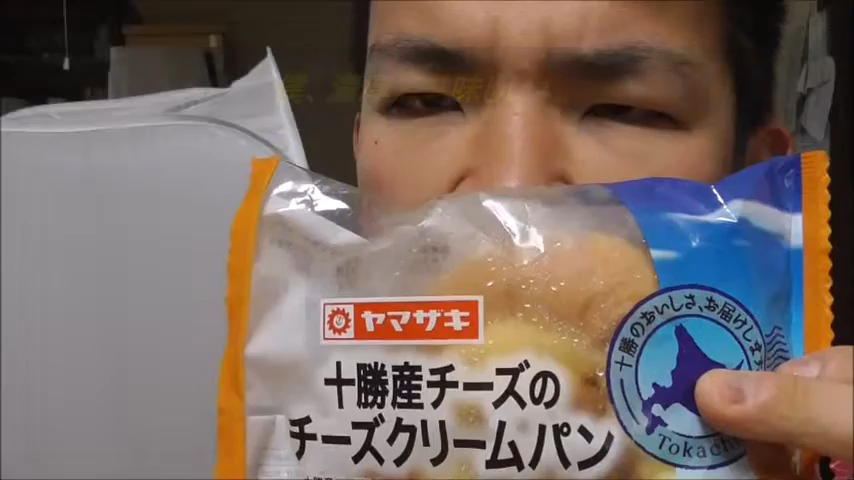 味
ヤマザキ
十勝産チーズの
チーズクリームパン
十勝のおいしさ、お届けします
Tokachi